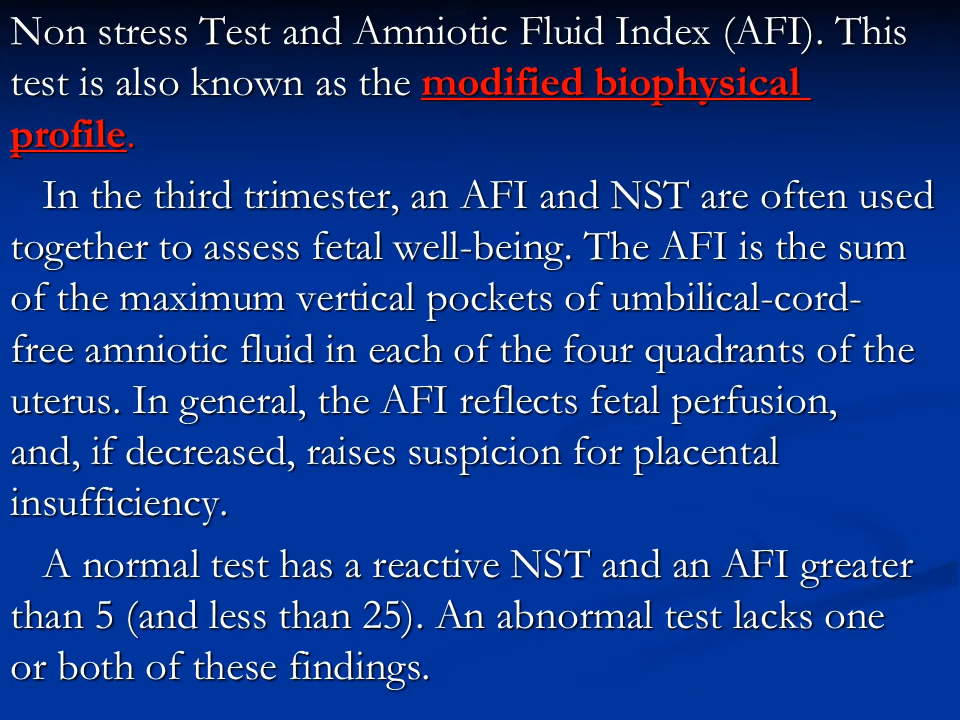 Non stress Test and Amniotic Fluid Index (AFI). This
test is also known as the modified biophysical
profile.
In the third trimester, an AFI and NST are often used
together to assess fetal well-being. The AFI is the sum
of the maximum vertical pockets of umbilical-cord-
free amniotic fluid in each of the four quadrants of the
uterus. In general, the AFI reflects fetal perfusion,
and, if decreased, raises suspicion for placental
insufficiency.
A normal test has a reactive NST and an AFI greater
than 5 (and less than 25). An abnormal test lacks one
or both of these findings.